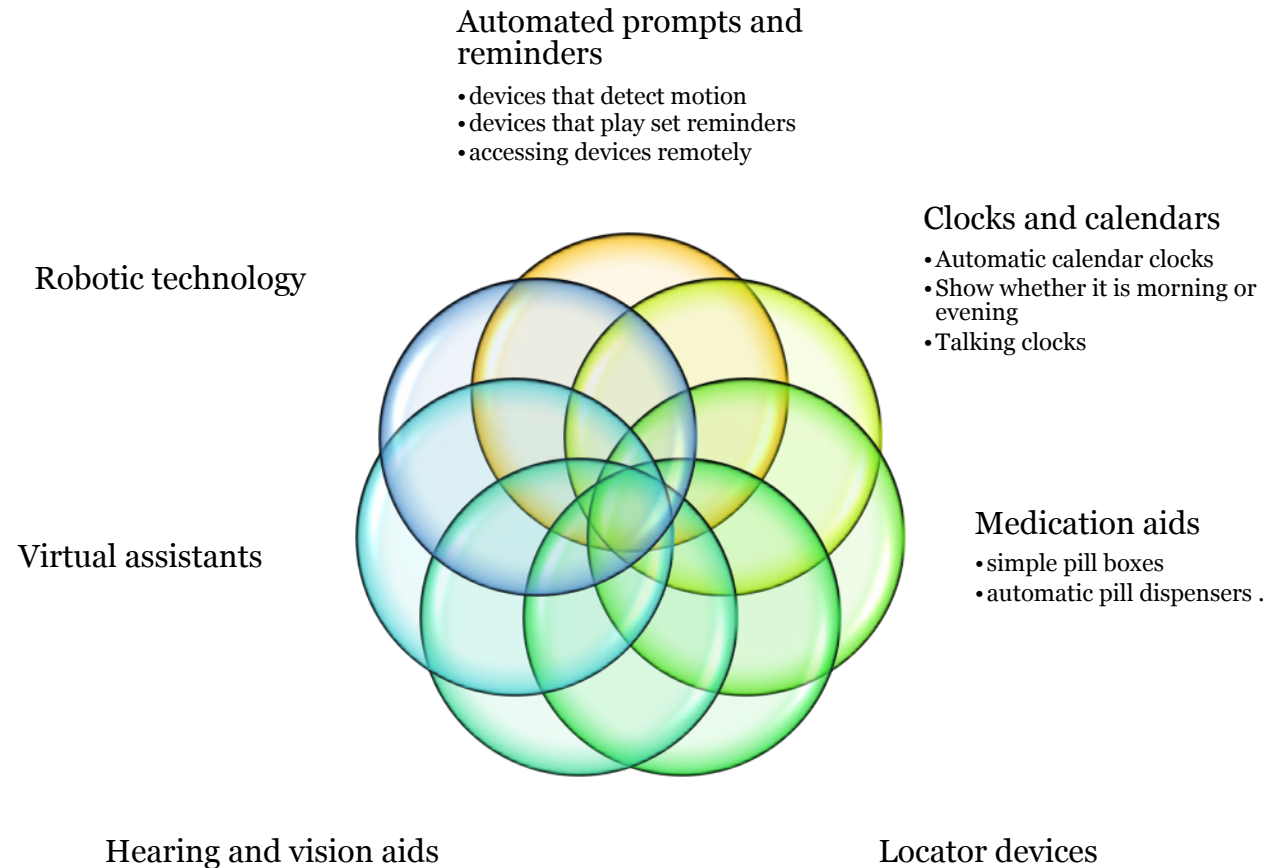 Automated prompts and
reminders
•devices that detect motion
•devices that play set reminders
•accessing devices remotely
Clocks and calendars
•Automatic calendar clocks
•Show whether it is morning or
evening
•Talking clocks
Robotic technology
Medication aids
•simple pill boxes
•automatic pill dispensers .
Virtual assistants
Hearing and vision aids
Locator devices